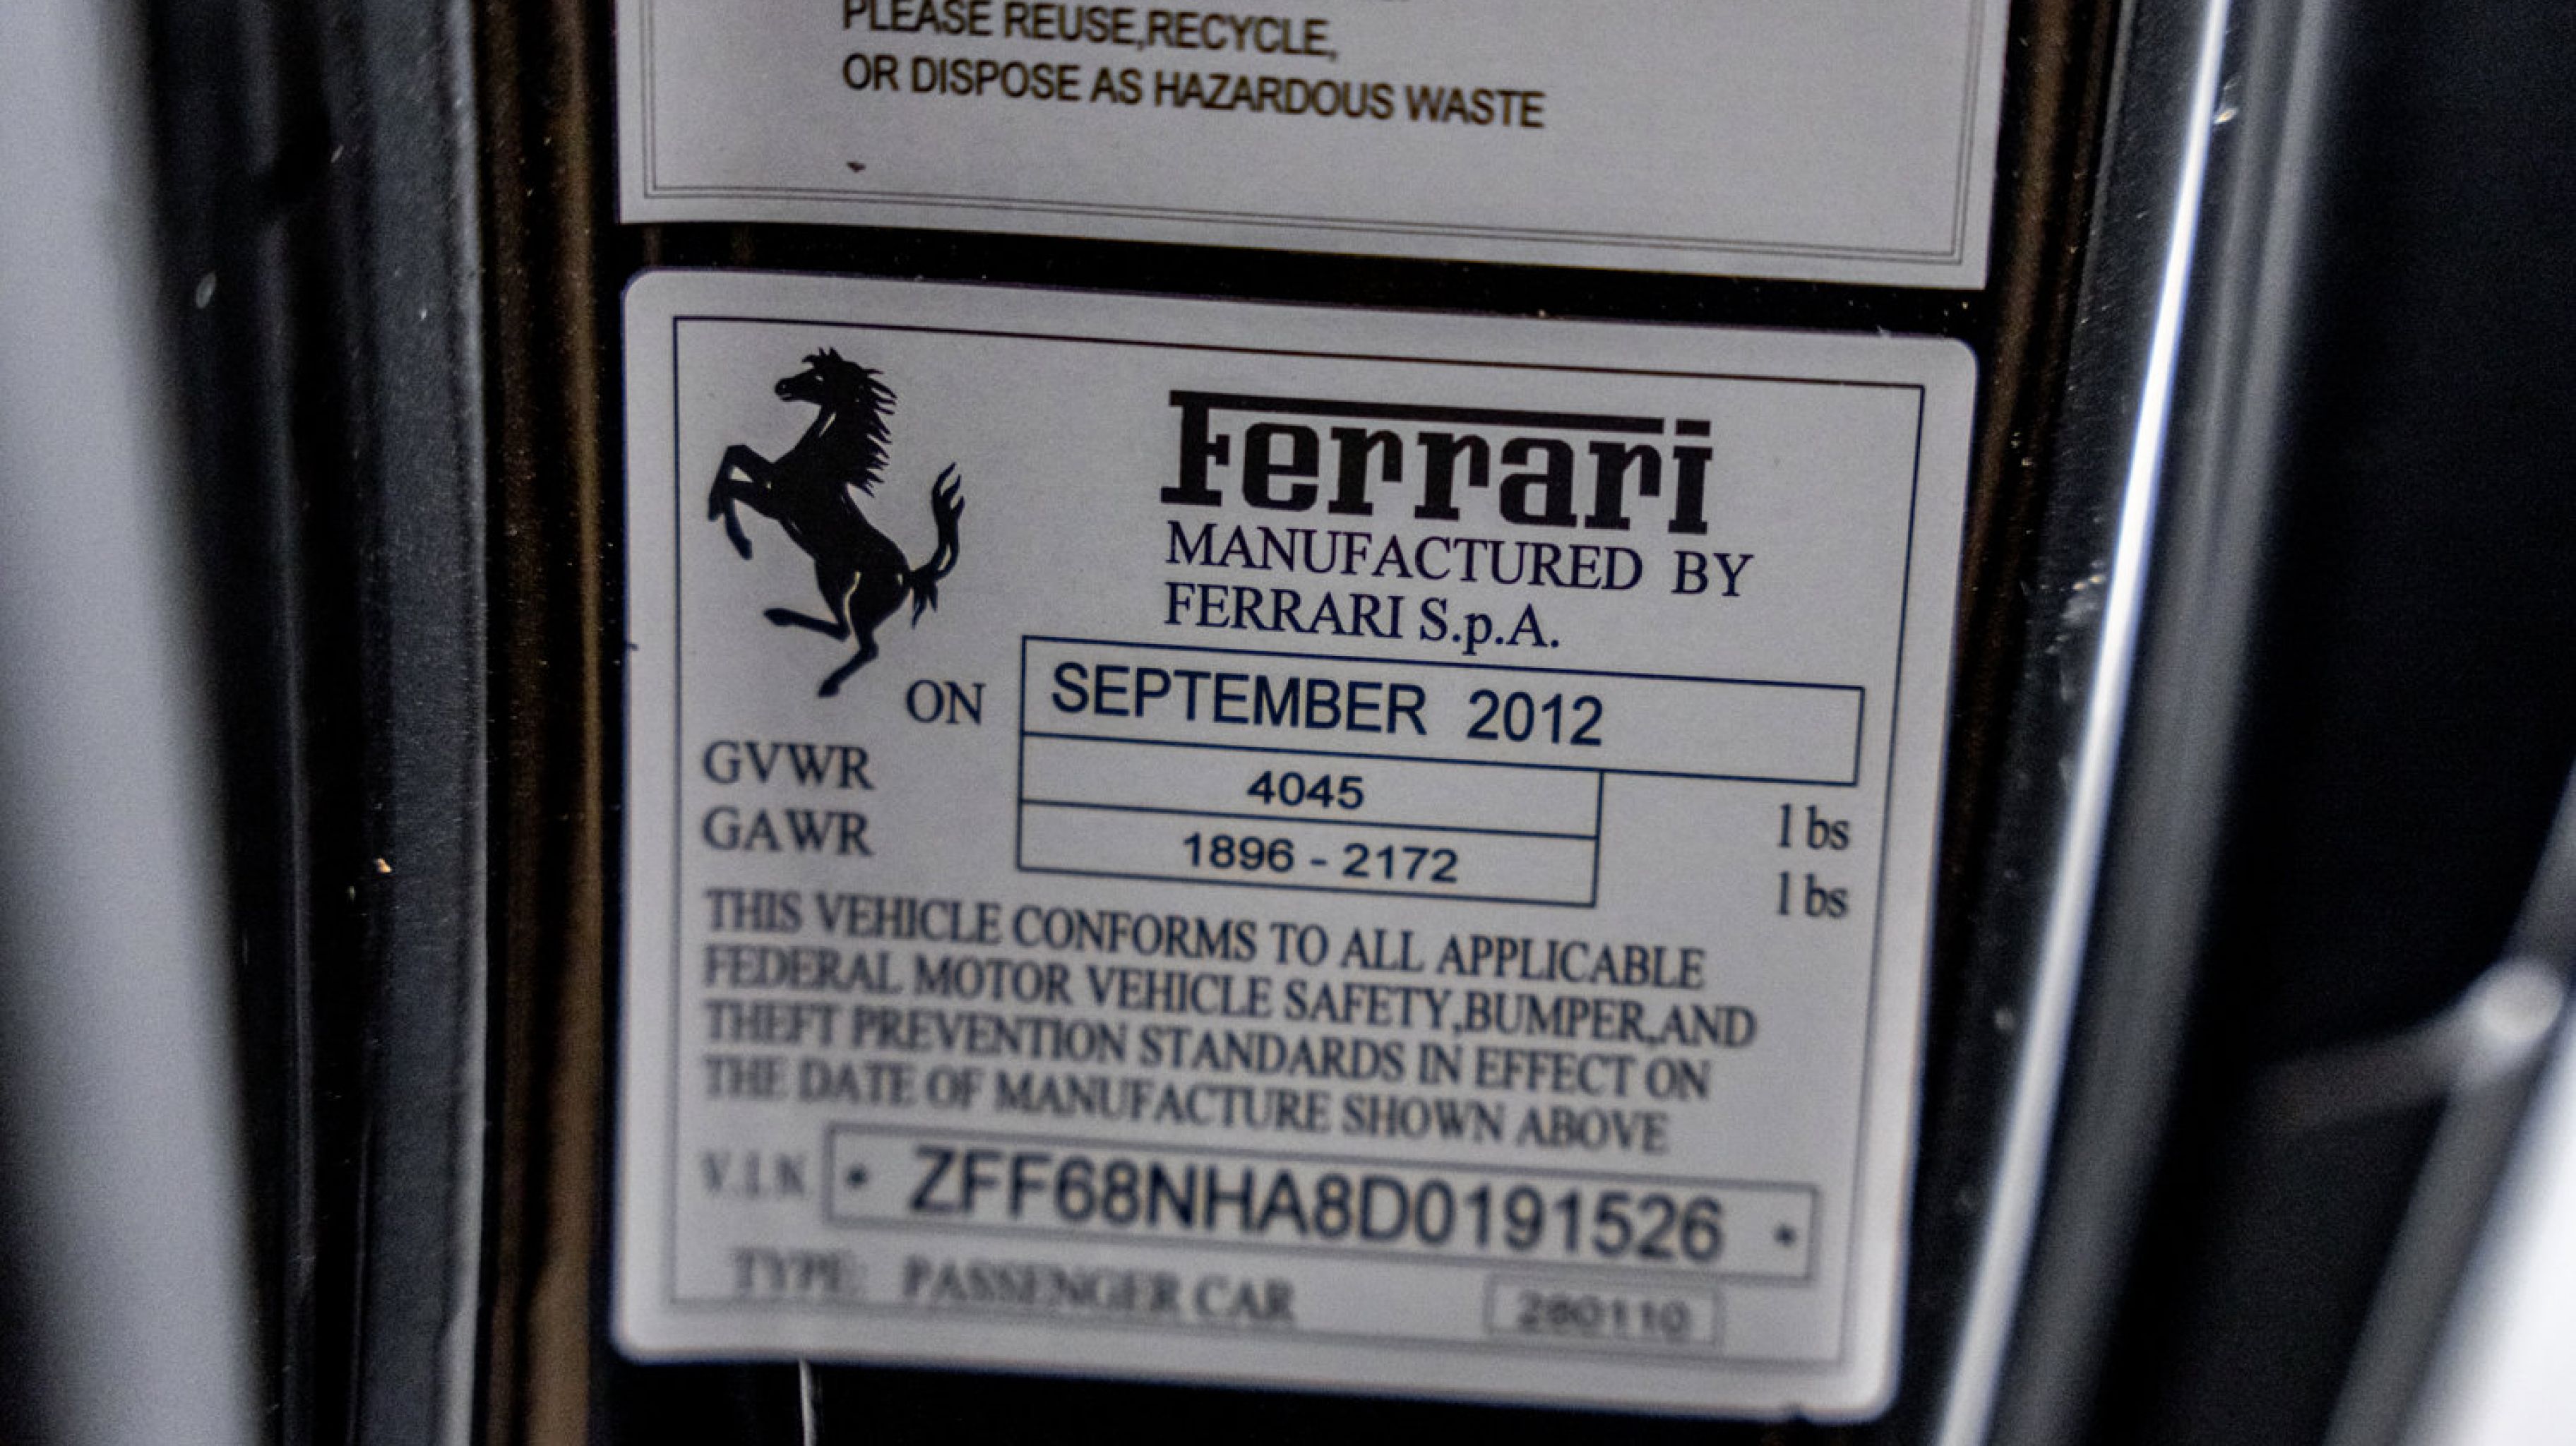 PLEASE REUSE,RECYCLE,
OR DISPOSE AS HAZARDOUS WASTE
Ferrari
MANUFACTURED BY
FERRARI S.p.A.
ON SEPTEMBER 2012
GVWR 4045 lbs
GAWR 1896 - 2172 lbs
THIS VEHICLE CONFORMS TO ALL APPLICABLE
FEDERAL MOTOR VEHICLE SAFETY,BUMPER,AND
THEFT PREVENTION STANDARDS IN EFFECT ON
THE DATE OF MANUFACTURE SHOWN ABOVE
V.I.N * ZFF68NHA8D0191526 *
TYPE: PASSENGER CAR 280110